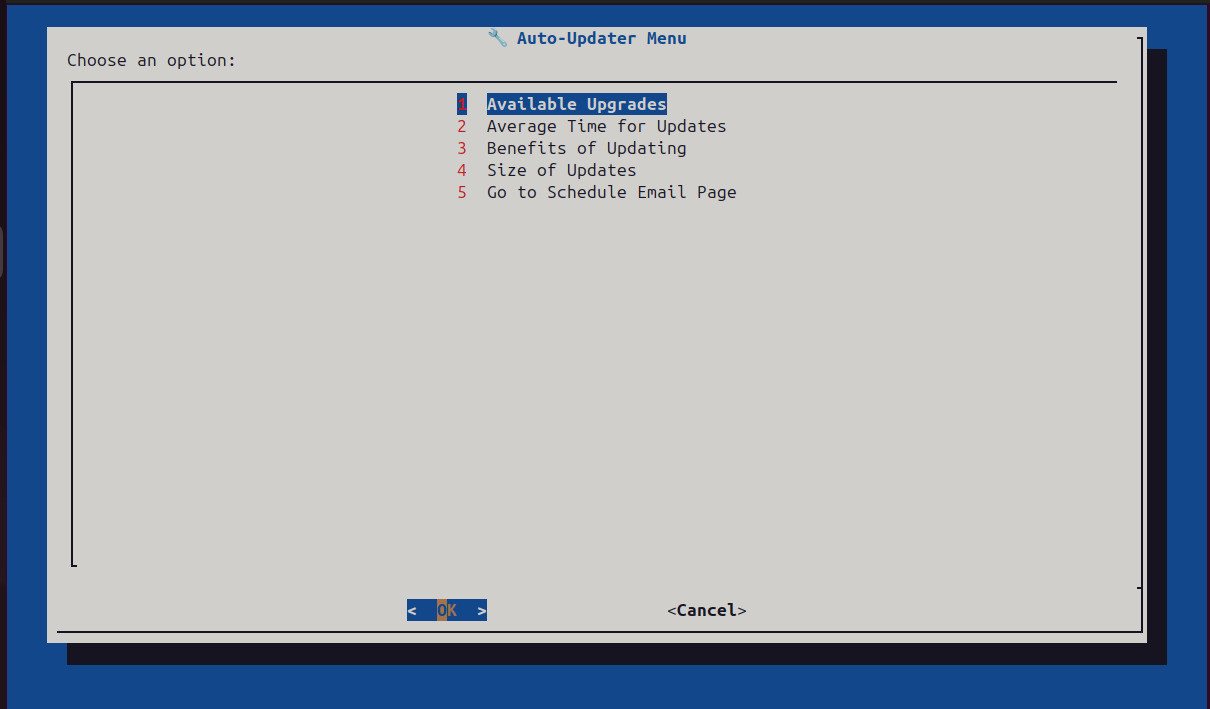 🔧 Auto-Updater Menu
Choose an option:
1 Available Upgrades
2 Average Time for Updates
3 Benefits of Updating
4 Size of Updates
5 Go to Schedule Email Page
< OK > <Cancel>